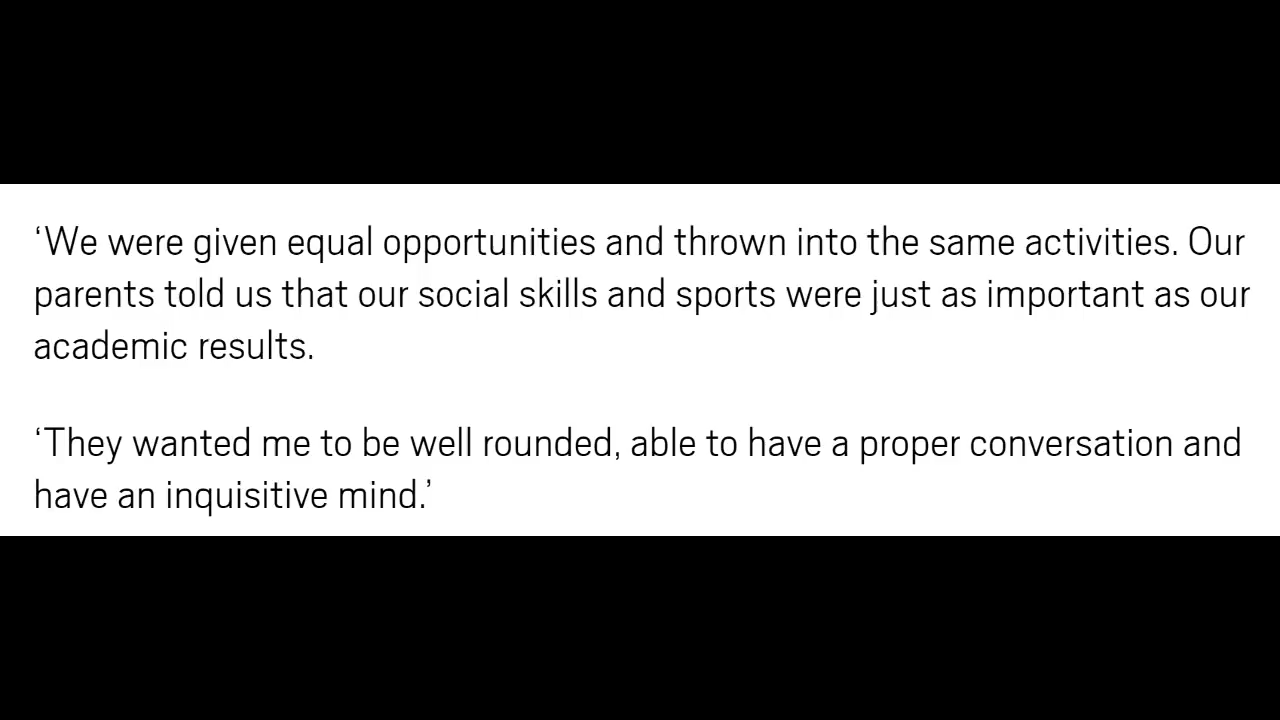 ‘We were given equal opportunities and thrown into the same activities. Our
parents told us that our social skills and sports were just as important as our
academic results.
‘They wanted me to be well rounded, able to have a proper conversation and
have an inquisitive mind.’